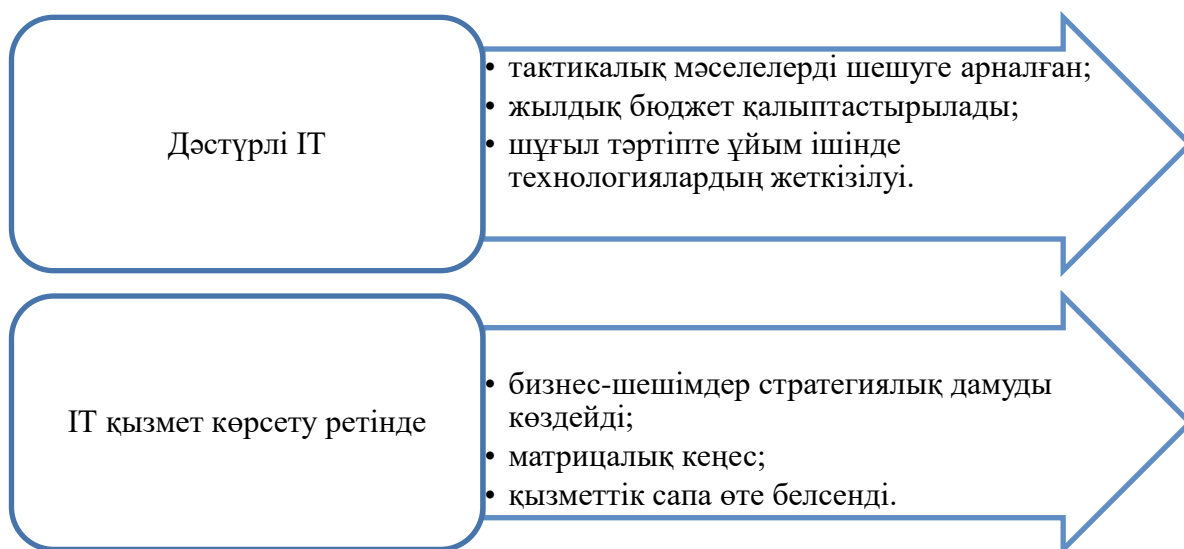 Дәстүрлі IT
• тактикалық мәселелерді шешуге арналған;
• жылдық бюджет қалыптастырылады;
• шұғыл тәртіпте ұйым ішінде
технологиялардың жеткізілуі.
IT қызмет көрсету ретінде
• бизнес-шешімдер стратегиялық дамуды
көздейді;
• матрицалық кеңес;
• қызметтік сапа өте белсенді.